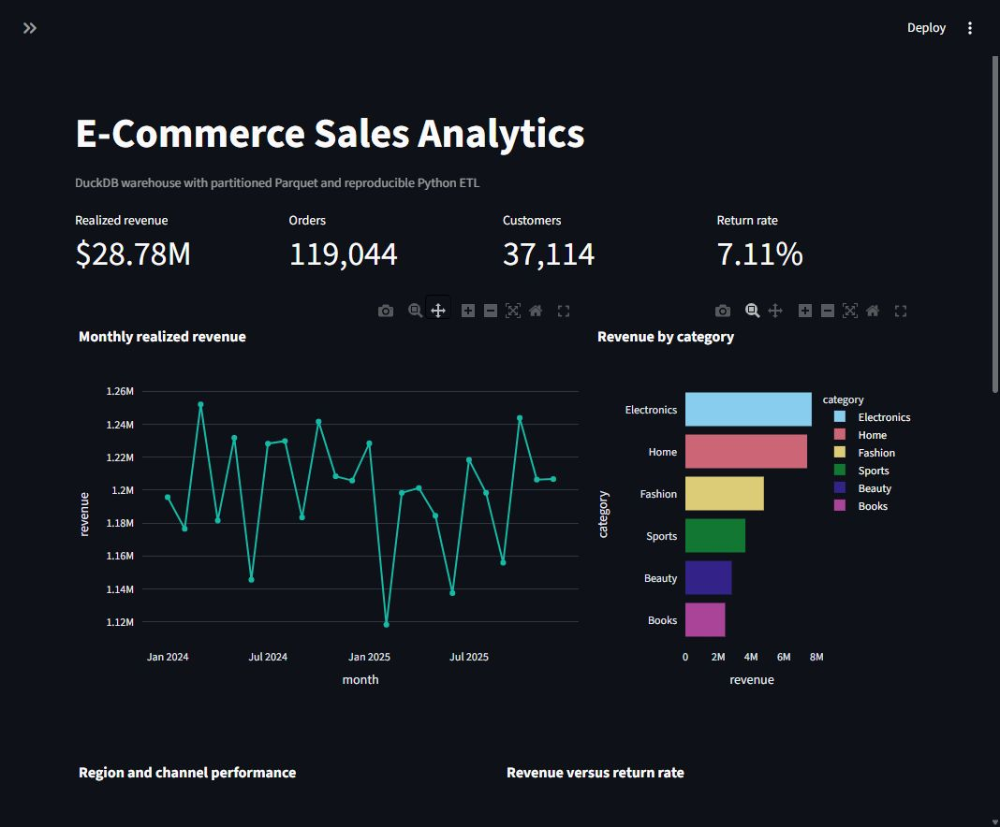 Deploy
E-Commerce Sales Analytics
DuckDB warehouse with partitioned Parquet and reproducible Python ETL
Realized revenue
$28.78M
Orders
119,044
Customers
37,114
Return rate
7.11%
Monthly realized revenue
1.26M
1.24M
1.22M
1.2M
1.18M
1.16M
1.14M
1.12M
revenue
Jan 2024
Jul 2024
Jan 2025
Jul 2025
month
Revenue by category
category
Electronics
Home
Fashion
Sports
Beauty
Books
0
2M
4M
6M
8M
revenue
category
Electronics
Home
Fashion
Sports
Beauty
Books
Region and channel performance
Revenue versus return rate